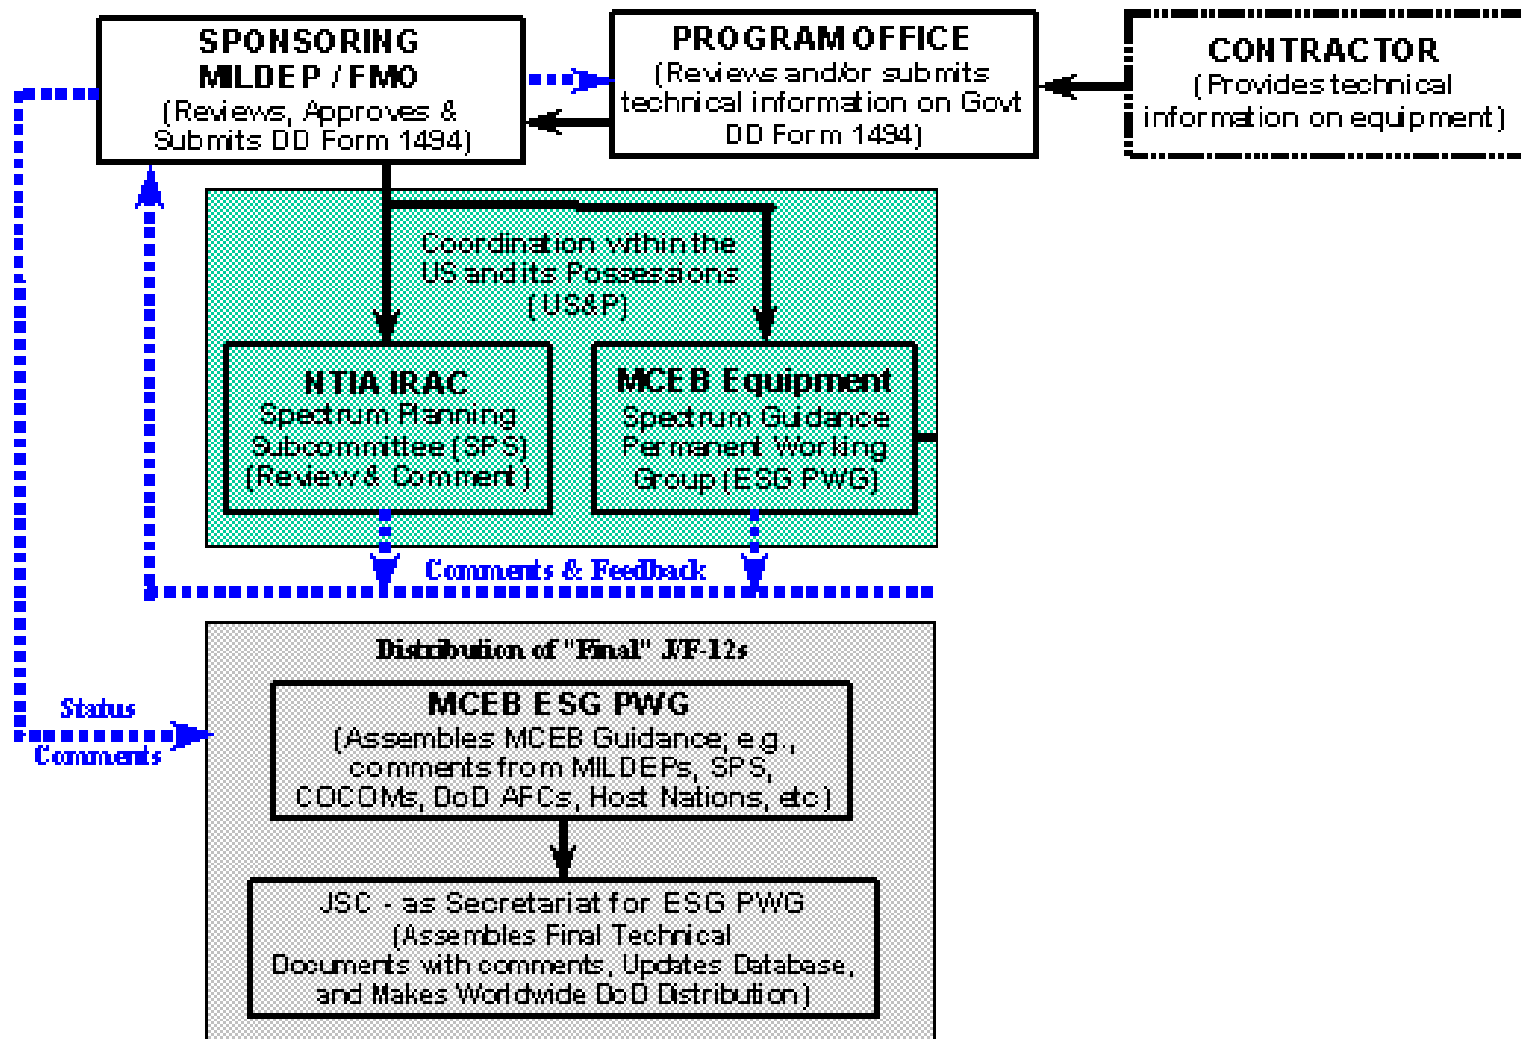 SPONSORING
MILDEP / FMO
(Reviews, Approves &
Submits DD Form 1494)
PROGRAM OFFICE
(Reviews and/or submits
technical information on Govt
DD Form 1494)
CONTRACTOR
(Provides technical
information on equipment)
Coordination within the
US and its Possessions
(US&P)
NTIA IRAC
Spectrum Planning
Subcommittee (SPS)
(Review & Comment)
MCEB Equipment
Spectrum Guidance
Permanent Working
Group (ESG PWG)
Comments & Feedback
Distribution of "Final" J/F-12s
MCEB ESG PWG
(Assembles MCEB Guidance; e.g.,
comments from MILDEPs, SPS,
COCOMs, DoD AFCs, Host Nations, etc)
Status
Comments
JSC - as Secretariat for ESG PWG
(Assembles Final Technical
Documents with comments, Updates Database,
and Makes Worldwide DoD Distribution)